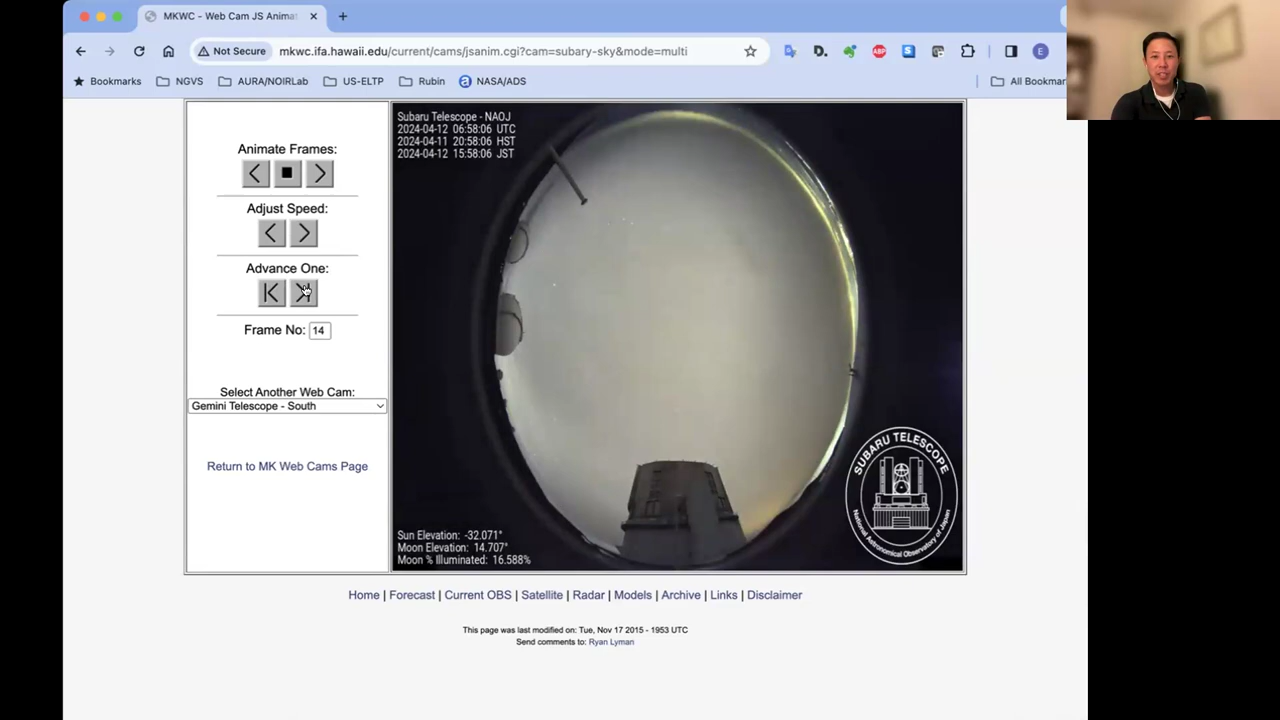 MKWC - Web Cam JS Animat
Not Secure
mkwc.ifa.hawaii.edu/current/cams/jsanim.cgi?cam=subary-sky&mode=multi
E
Bookmarks
NGVS
AURA/NOIRLab
US-ELTP
Rubin
NASA/ADS
All Bookmar
Animate Frames:
Adjust Speed:
Advance One:
Frame No: 14
Select Another Web Cam:
Gemini Telescope - South
Return to MK Web Cams Page
Subaru Telescope - NAOJ
2024-04-12 06:58:06 UTC
2024-04-11 20:58:06 HST
2024-04-12 15:58:06 JST
Sun Elevation: -32.071°
Moon Elevation: 14.707°
Moon % Illuminated: 16.588%
SUBARU TELESCOPE
National Astronomical Observatory of Japan
Home | Forecast | Current OBS | Satellite | Radar | Models | Archive | Links | Disclaimer
This page was last modified on: Tue, Nov 17 2015 - 1953 UTC
Send comments to: Ryan Lyman